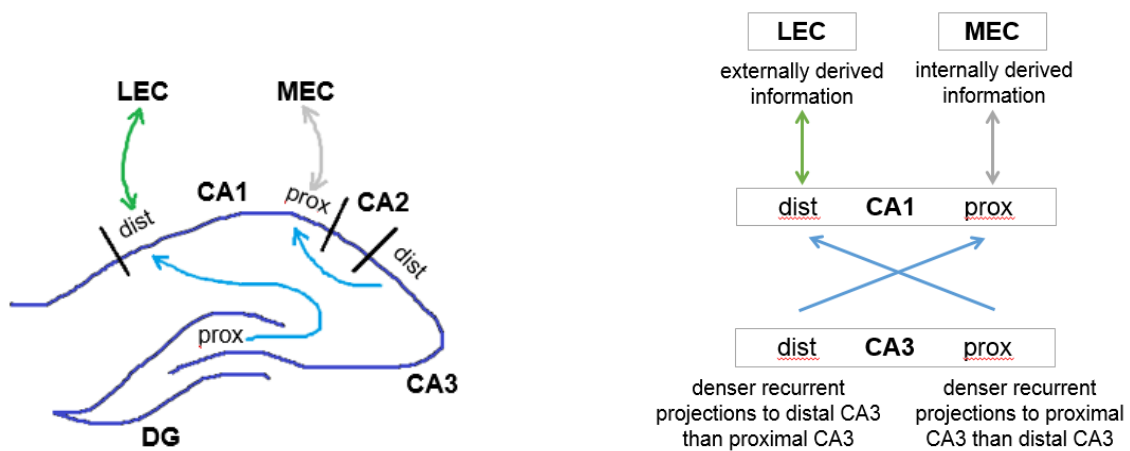 LEC
MEC
CA1
prox
CA2
dist
dist
prox
CA3
DG
LEC
MEC
externally derived
information
internally derived
information
dist CA1 prox
dist CA3 prox
denser recurrent
projections to distal CA3
than proximal CA3
denser recurrent
projections to proximal
CA3 than distal CA3